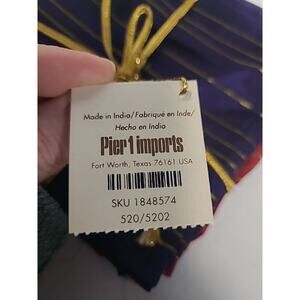 Made in India/Fabriqué en Inde/
Hecho en India
Pier 1 imports
Fort Worth, Texas 76161 USA
SKU 1848574
520/5202